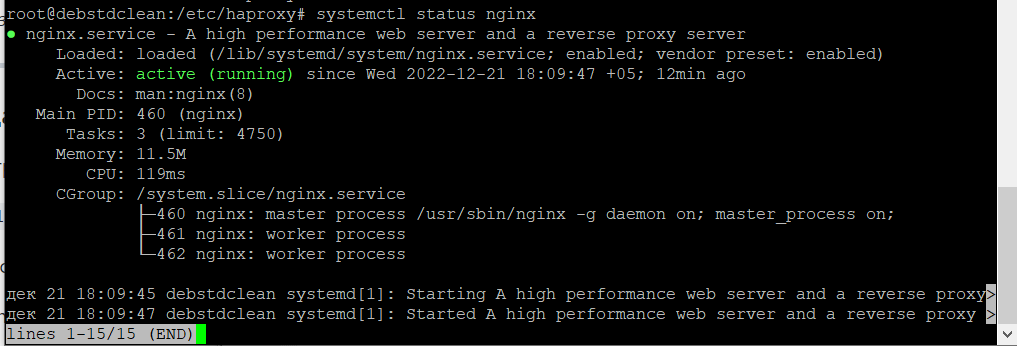 root@debstdclean:/etc/haproxy# systemctl status nginx
● nginx.service - A high performance web server and a reverse proxy server
Loaded: loaded (/lib/systemd/system/nginx.service; enabled; vendor preset: enabled)
Active: active (running) since Wed 2022-12-21 18:09:47 +05; 12min ago
Docs: man:nginx(8)
Main PID: 460 (nginx)
Tasks: 3 (limit: 4750)
Memory: 11.5M
CPU: 119ms
CGroup: /system.slice/nginx.service
├─460 nginx: master process /usr/sbin/nginx -g daemon on; master_process on;
├─461 nginx: worker process
└─462 nginx: worker process
дек 21 18:09:45 debstdclean systemd[1]: Starting A high performance web server and a reverse proxy>
дек 21 18:09:47 debstdclean systemd[1]: Started A high performance web server and a reverse proxy >
lines 1-15/15 (END)